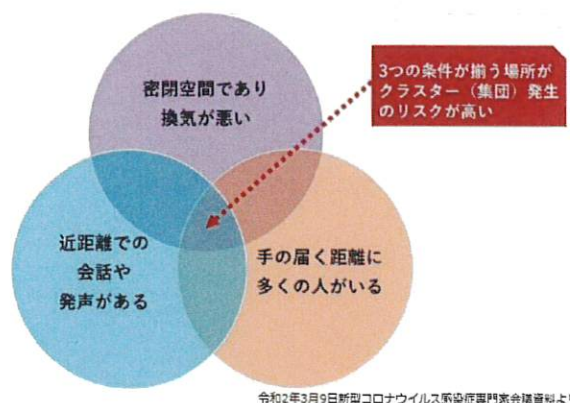 密閉空間であり
換気が悪い
3つの条件が揃う場所が
クラスター（集団）発生
のリスクが高い
近距離での
会話や
発声がある
手の届く距離に
多くの人がいる
令和2年3月9日新型コロナウイルス感染症専門家会議資料より